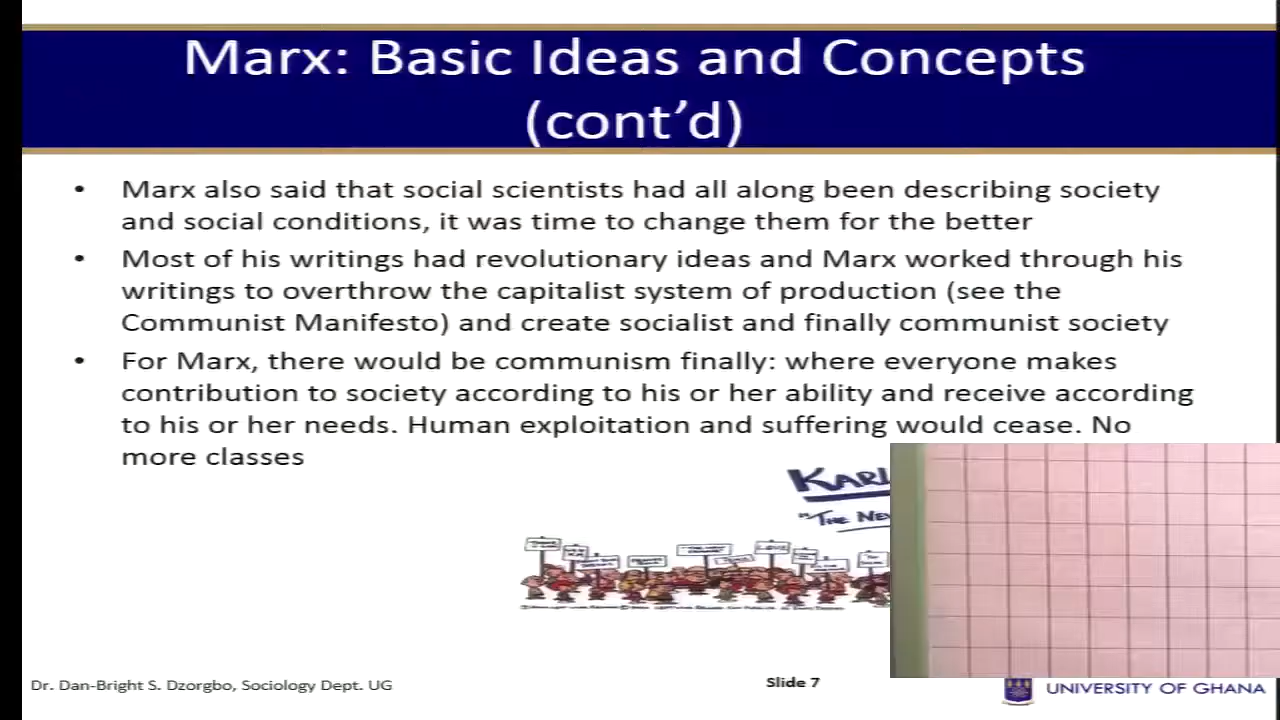 Marx: Basic Ideas and Concepts
(cont’d)
• Marx also said that social scientists had all along been describing society
and social conditions, it was time to change them for the better
• Most of his writings had revolutionary ideas and Marx worked through his
writings to overthrow the capitalist system of production (see the
Communist Manifesto) and create socialist and finally communist society
• For Marx, there would be communism finally: where everyone makes
contribution to society according to his or her ability and receive according
to his or her needs. Human exploitation and suffering would cease. No
more classes
"The
Dr. Dan-Bright S. Dzorgbo, Sociology Dept. UG
Slide 7
UNIVERSITY OF GHANA